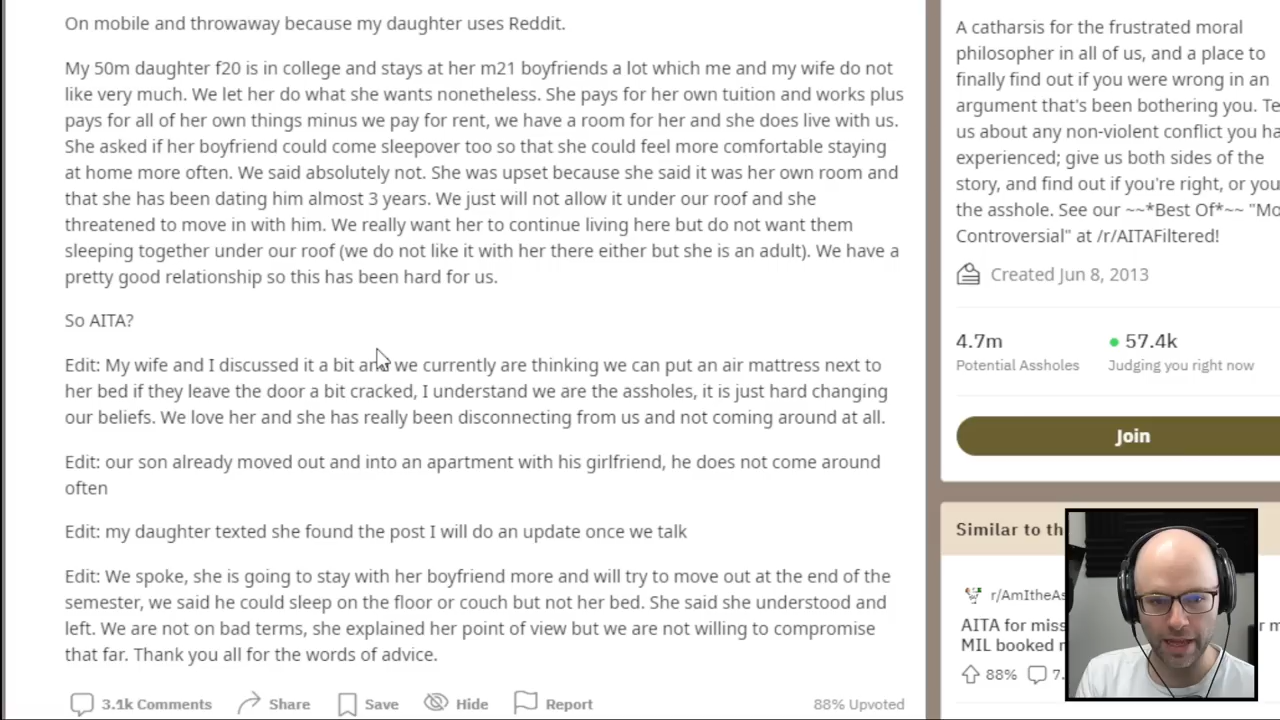 On mobile and throwaway because my daughter uses Reddit.
My 50m daughter f20 is in college and stays at her m21 boyfriends a lot which me and my wife do not
like very much. We let her do what she wants nonetheless. She pays for her own tuition and works plus
pays for all of her own things minus we pay for rent, we have a room for her and she does live with us.
She asked if her boyfriend could come sleepover too so that she could feel more comfortable staying
at home more often. We said absolutely not. She was upset because she said it was her own room and
that she has been dating him almost 3 years. We just will not allow it under our roof and she
threatened to move in with him. We really want her to continue living here but do not want them
sleeping together under our roof (we do not like it with her there either but she is an adult). We have a
pretty good relationship so this has been hard for us.
So AITA?
Edit: My wife and I discussed it a bit and we currently are thinking we can put an air mattress next to
her bed if they leave the door a bit cracked, I understand we are the assholes, it is just hard changing
our beliefs. We love her and she has really been disconnecting from us and not coming around at all.
Edit: our son already moved out and into an apartment with his girlfriend, he does not come around
often
Edit: my daughter texted she found the post I will do an update once we talk
Edit: We spoke, she is going to stay with her boyfriend more and will try to move out at the end of the
semester, we said he could sleep on the floor or couch but not her bed. She said she understood and
left. We are not on bad terms, she explained her point of view but we are not willing to compromise
that far. Thank you all for the words of advice.
3.1k Comments Share Save Hide Report 88% Upvoted
A catharsis for the frustrated moral
philosopher in all of us, and a place to
finally find out if you were wrong in an
argument that's been bothering you. Te
us about any non-violent conflict you ha
experienced; give us both sides of the
story, and find out if you're right, or you
the asshole. See our ~~*Best Of*~~ "Mo
Controversial" at /r/AITAFiltered!
Created Jun 8, 2013
4.7m 57.4k
Potential Assholes Judging you right now
Join
Similar to th
r/AmItheAs
AITA for miss
MIL booked
88% 7.